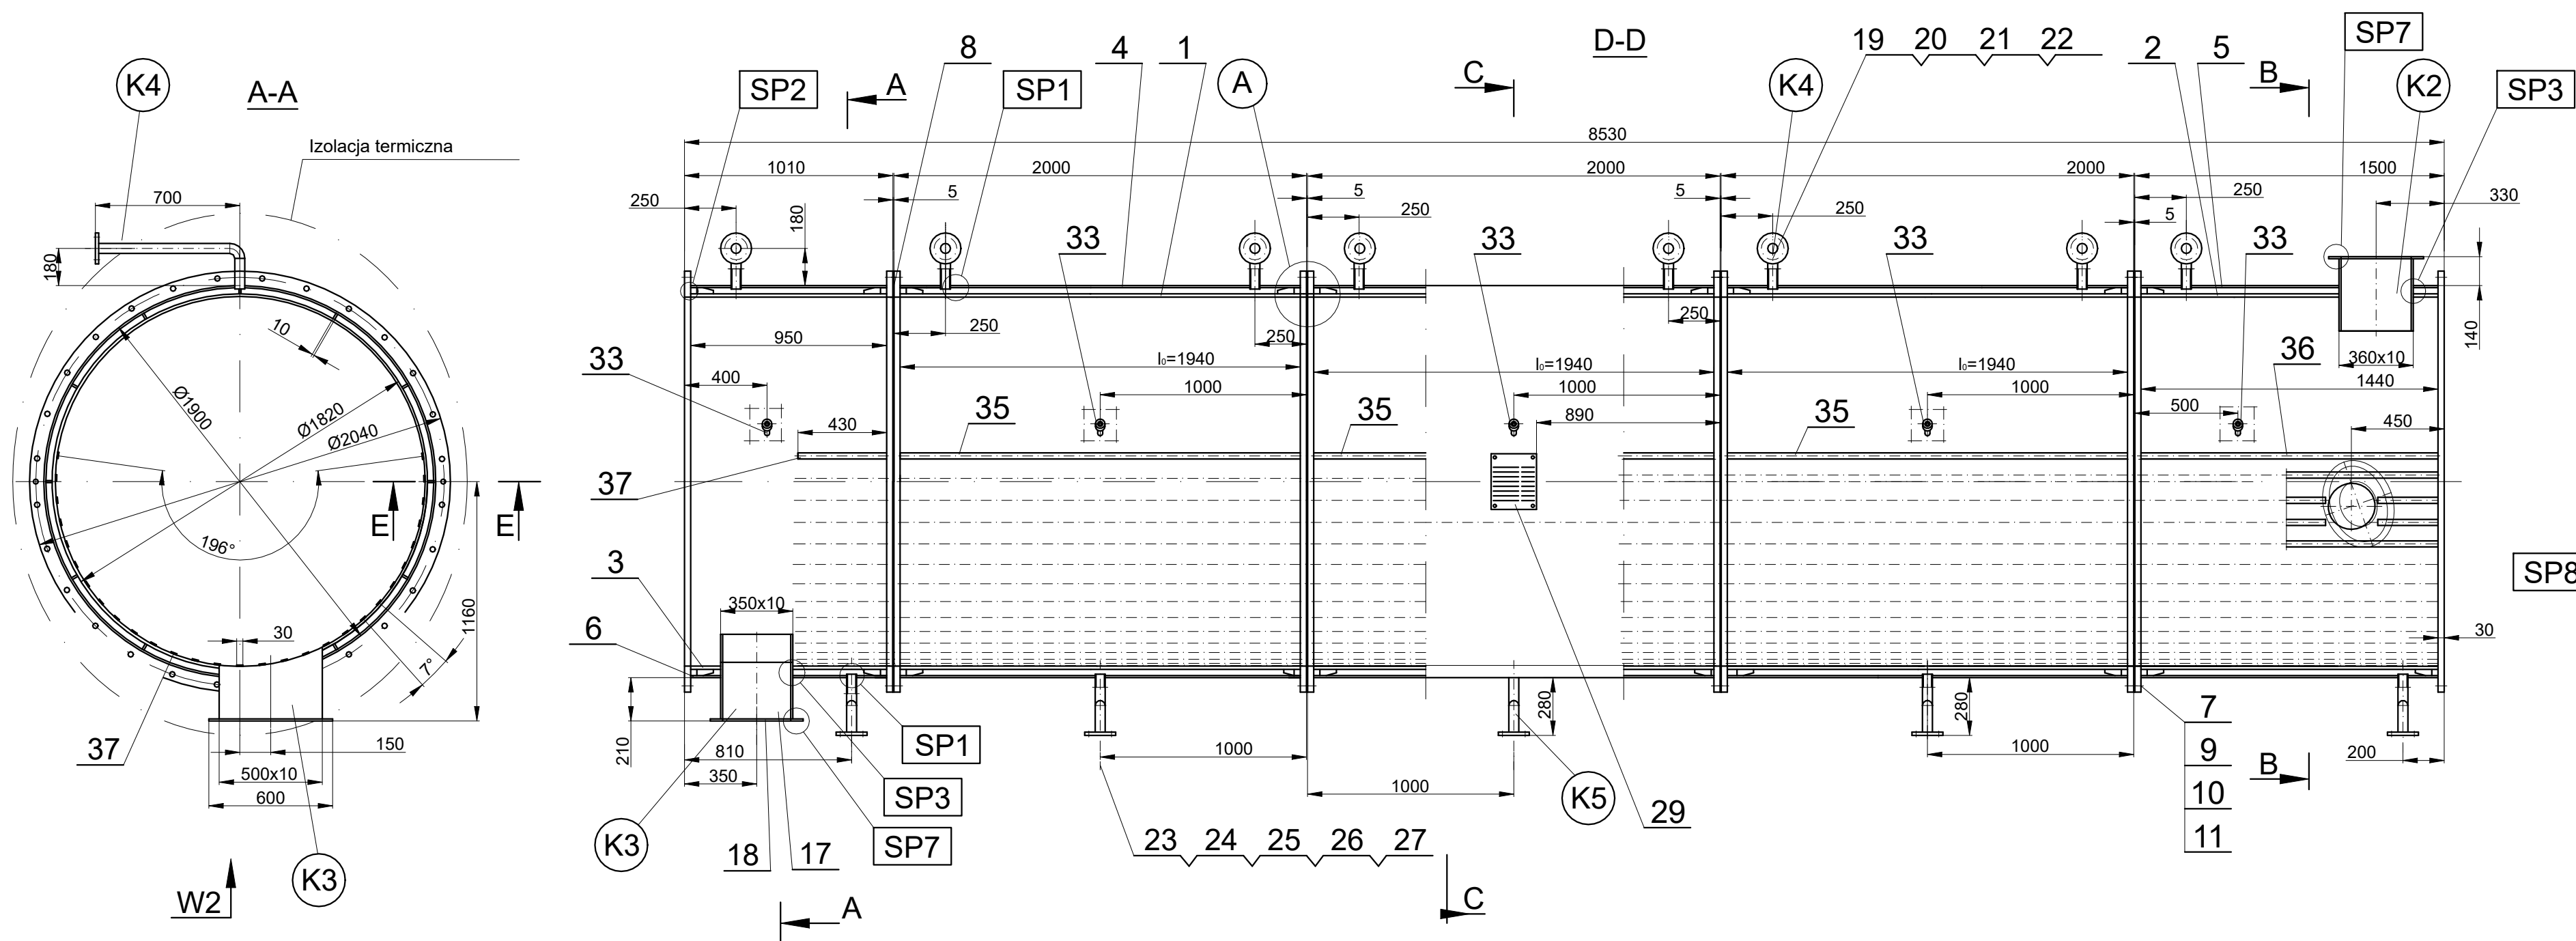 K4
A-A
Izolacja termiczna
700
180
10
Ø1900
Ø1820
Ø2040
196°
E
E
30
1160
7°
37
150
500x10
600
K3
W2
D-D
SP2
A
8
SP1
4
1
A
C
19 20 21 22
K4
2
5
B
SP7
K2
SP3
8530
1010
2000
2000
2000
1500
250
5
5
5
250
330
180
250
250
5
33
33
33
33
140
950
250
250
250
360x10
l₀=1940
l₀=1940
l₀=1940
36
33
400
1000
1000
1000
1440
430
35
35
890
35
500
450
37
3
SP8
350x10
6
30
210
280
280
7
9
10
11
810
SP1
1000
1000
200
350
SP3
1000
K5
B
29
K3
18
17
SP7
23 24 25 26 27
A
C